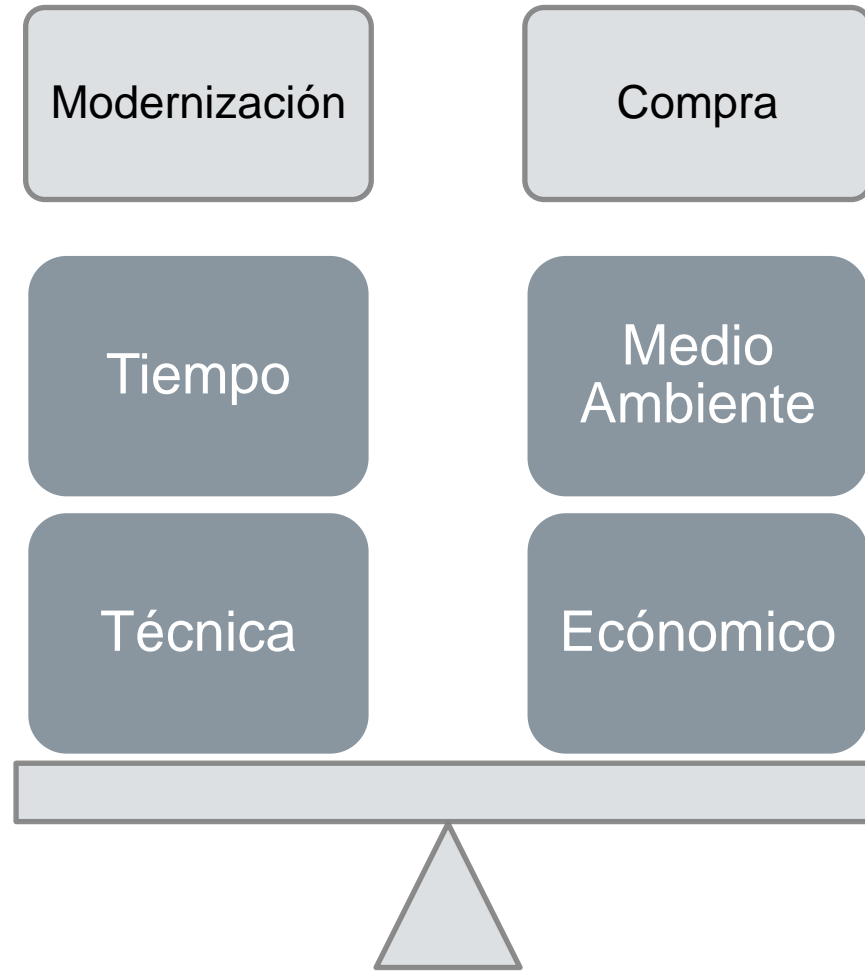 Modernización
Compra
Tiempo
Medio
Ambiente
Técnica
Ecónomico